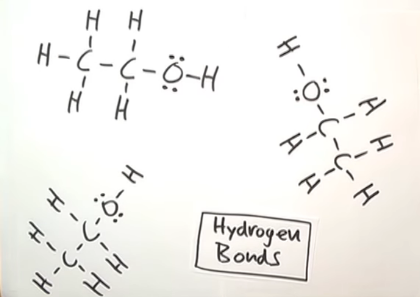 H H
H - C - C - Ö - H
H H
H
:O:
C - H
H - C - H
H H
H
:O:
H - C
H - C - H
H H
Hydrogen
Bonds